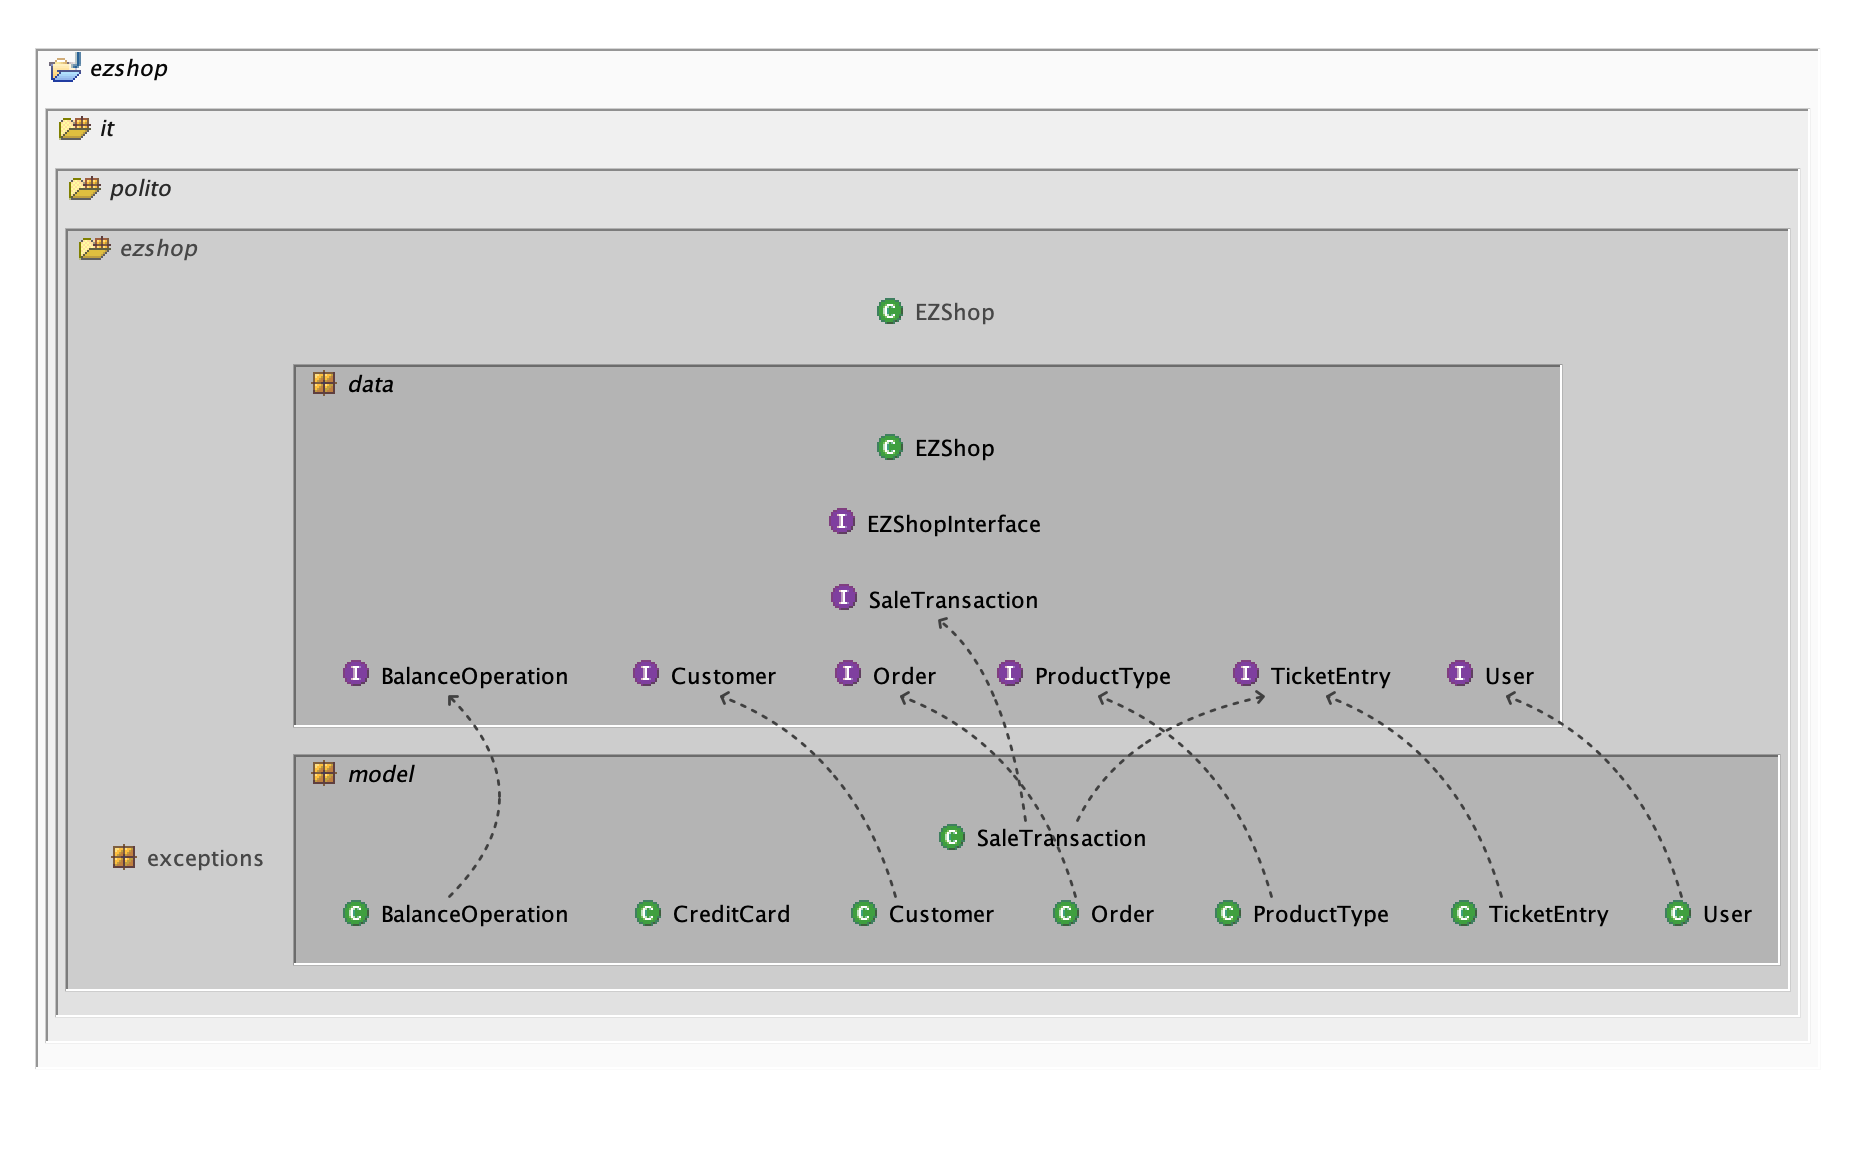 ezshop
it
polito
ezshop
C EZShop
data
C EZShop
I EZShopInterface
I SaleTransaction
I BalanceOperation I Customer I Order I ProductType I TicketEntry I User
model
C SaleTransaction
exceptions
C BalanceOperation C CreditCard C Customer C Order C ProductType C TicketEntry C User